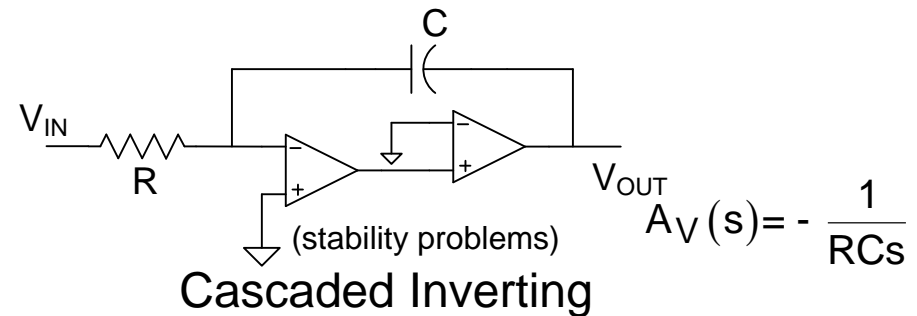 C
V_IN
R
−
+
−
+
V_OUT
(stability problems)
A_V(s) = - 1/RCs
Cascaded Inverting